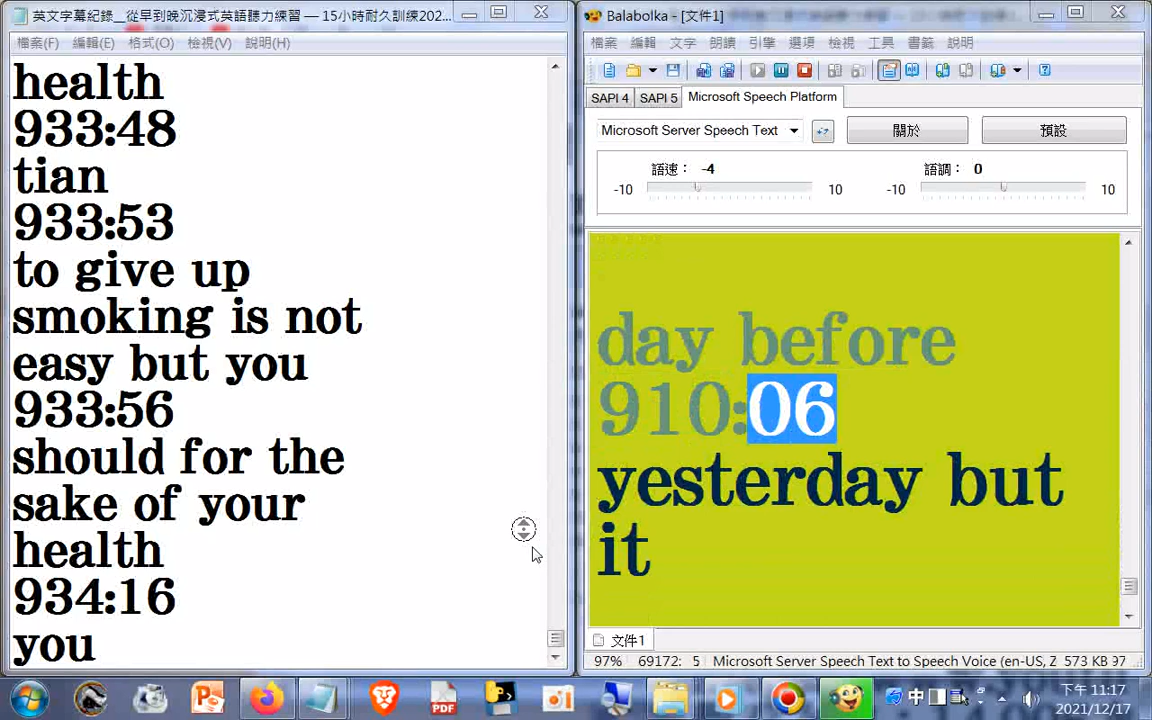 英文字幕紀錄__從早到晚沉浸式英語聽力練習 — 15小時耐久訓練202...
檔案(F) 編輯(E) 格式(O) 檢視(V) 說明(H)
health
933:48
tian
933:53
to give up
smoking is not
easy but you
933:56
should for the
sake of your
health
934:16
you
Balabolka - [文件1]
檔案 編輯 文字 朗讀 引擎 選項 檢視 工具 書籤 說明
SAPI 4 SAPI 5 Microsoft Speech Platform
Microsoft Server Speech Text 關於 預設
語速： -4 語調： 0
-10 10 -10 10
day before
910:06
yesterday but
it
文件1
97% 69172: 5 Microsoft Server Speech Text to Speech Voice (en-US, Z 573 KB 97
PDF 中 下午 11:17
2021/12/17